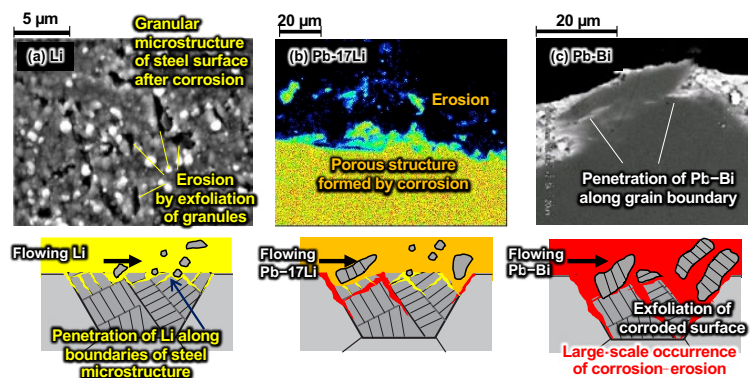 5 μm
(a) Li
Granular
microstructure
of steel surface
after corrosion
Erosion
by exfoliation
of granules
20 μm
(b) Pb-17Li
Erosion
Porous structure
formed by corrosion
20 μm
(c) Pb-Bi
Penetration of Pb−Bi
along grain boundary
20μm
Flowing Li
Penetration of Li along
boundaries of steel
microstructure
Flowing
Pb−17Li
Flowing
Pb−Bi
Exfoliation of
corroded surface
Large-scale occurrence
of corrosion−erosion